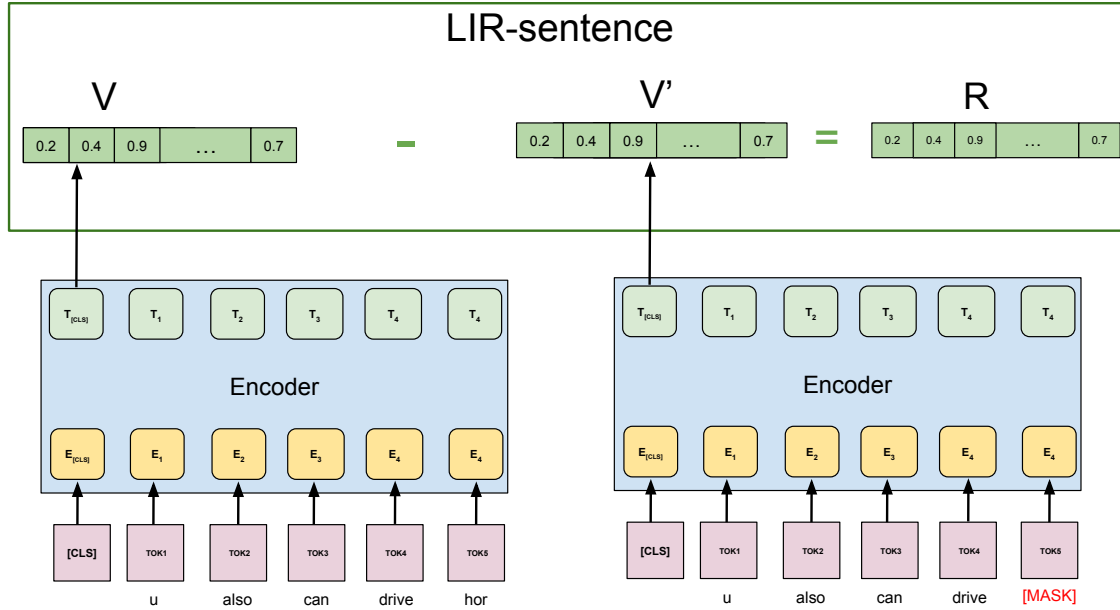 LIR-sentence
V V' R
0.2 0.4 0.9 ... 0.7 - 0.2 0.4 0.9 ... 0.7 = 0.2 0.4 0.9 ... 0.7
T[CLS] T1 T2 T3 T4 T4 T[CLS] T1 T2 T3 T4 T4
Encoder Encoder
E[CLS] E1 E2 E3 E4 E4 E[CLS] E1 E2 E3 E4 E4
[CLS] TOK1 TOK2 TOK3 TOK4 TOK5 [CLS] TOK1 TOK2 TOK3 TOK4 TOK5
u also can drive hor u also can drive [MASK]